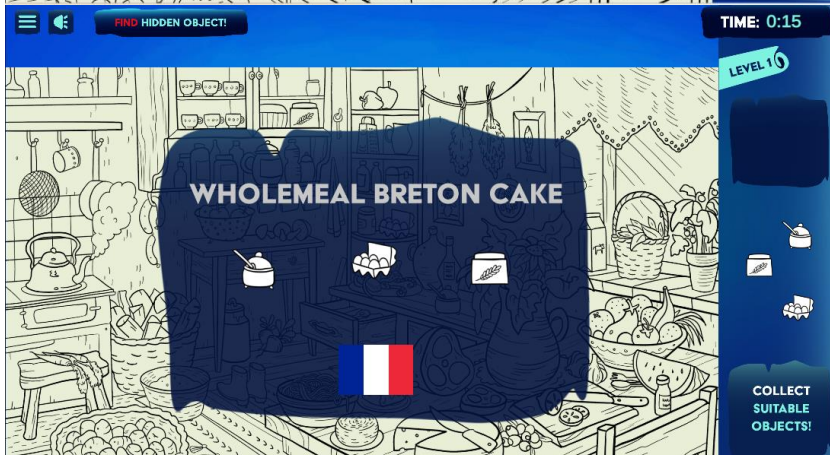 FIND HIDDEN OBJECT!
TIME: 0:15
LEVEL 1
WHOLEMEAL BRETON CAKE
COLLECT
SUITABLE
OBJECTS!